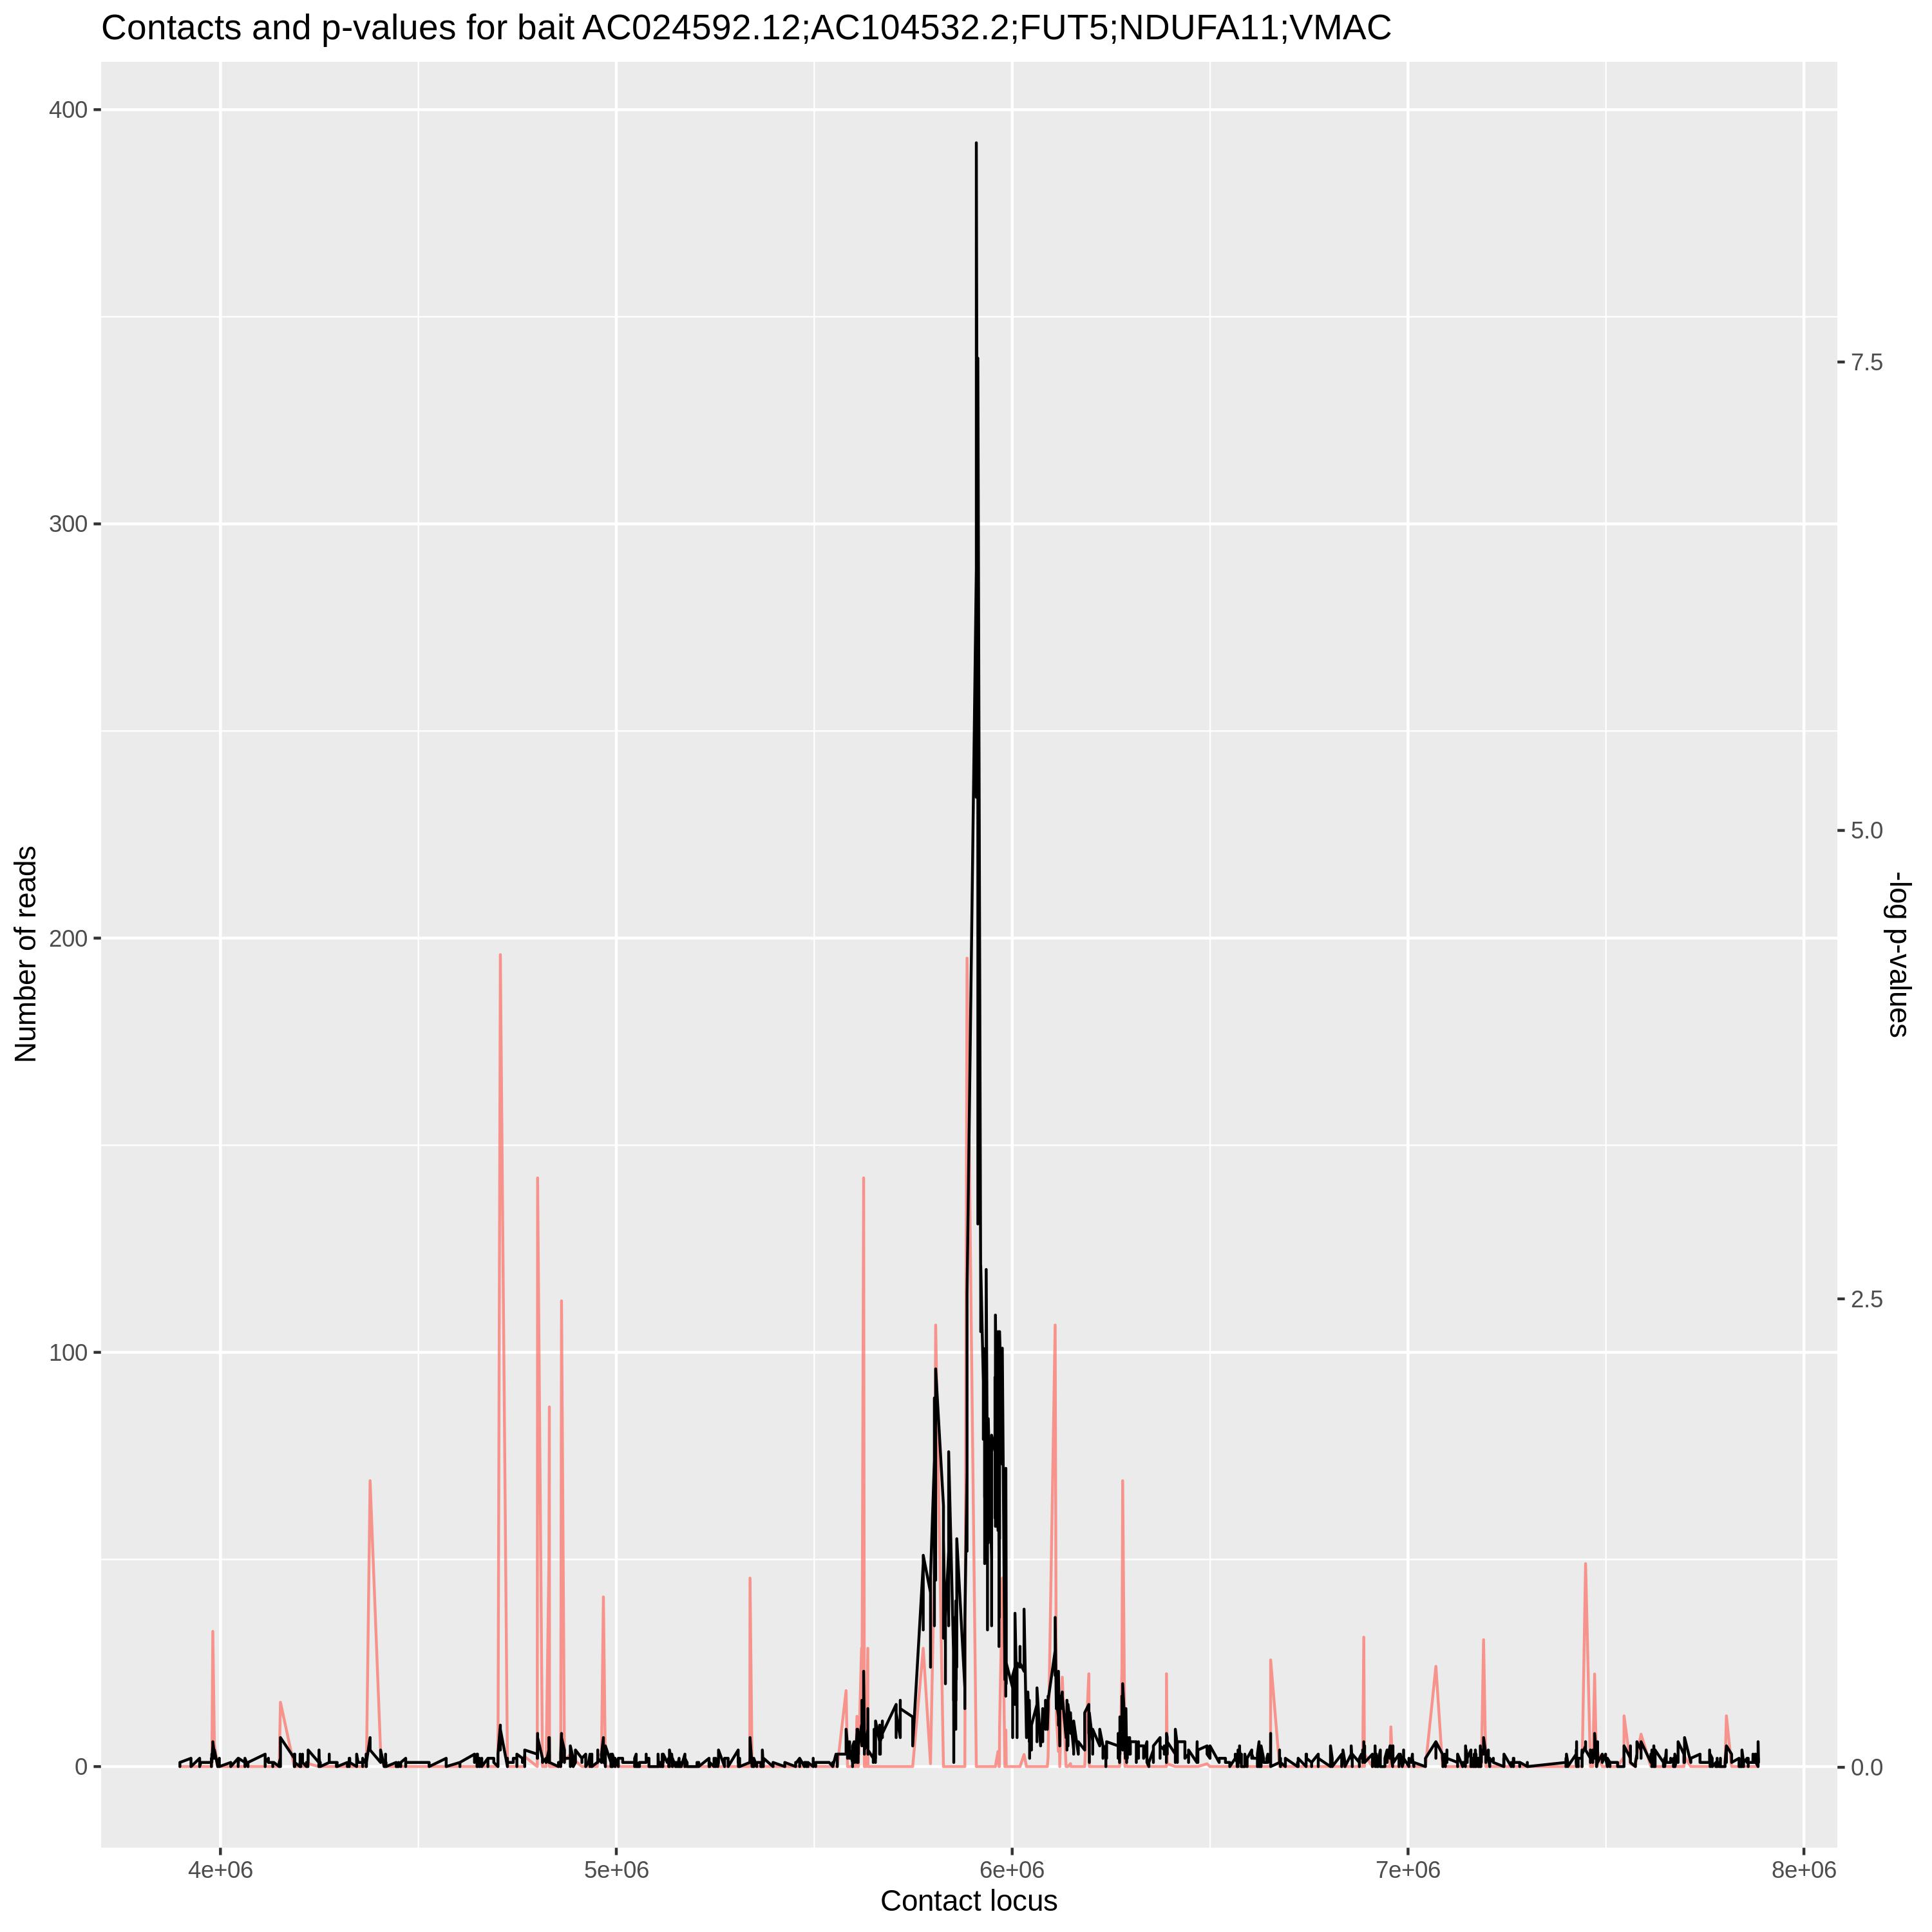 Contacts and p-values for bait AC024592.12;AC104532.2;FUT5;NDUFA11;VMAC
400
300
200
100
0
Number of reads
7.5
5.0
2.5
0.0
-log p-values
4e+06
5e+06
6e+06
7e+06
8e+06
Contact locus